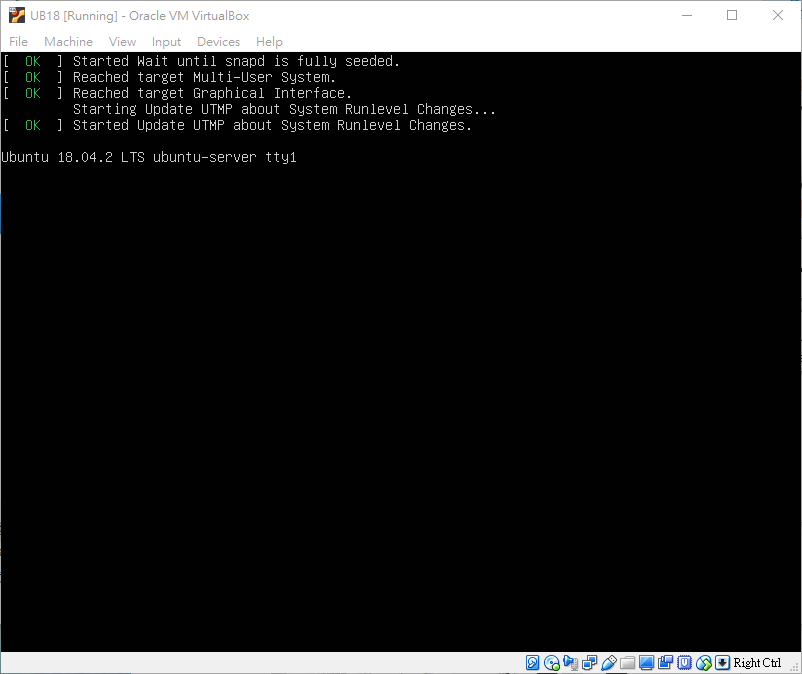 UB18 [Running] - Oracle VM VirtualBox
File Machine View Input Devices Help
[  OK  ] Started Wait until snapd is fully seeded.
[  OK  ] Reached target Multi-User System.
[  OK  ] Reached target Graphical Interface.
         Starting Update UTMP about System Runlevel Changes...
[  OK  ] Started Update UTMP about System Runlevel Changes.
Ubuntu 18.04.2 LTS ubuntu-server tty1
Right Ctrl